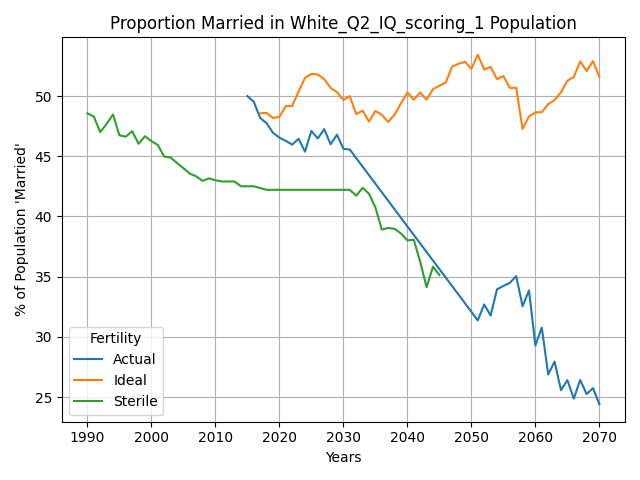 Proportion Married in White_Q2_IQ_scoring_1 Population
% of Population 'Married'
50
45
40
35
30
25
Fertility
Actual
Ideal
Sterile
1990 2000 2010 2020 2030 2040 2050 2060 2070
Years